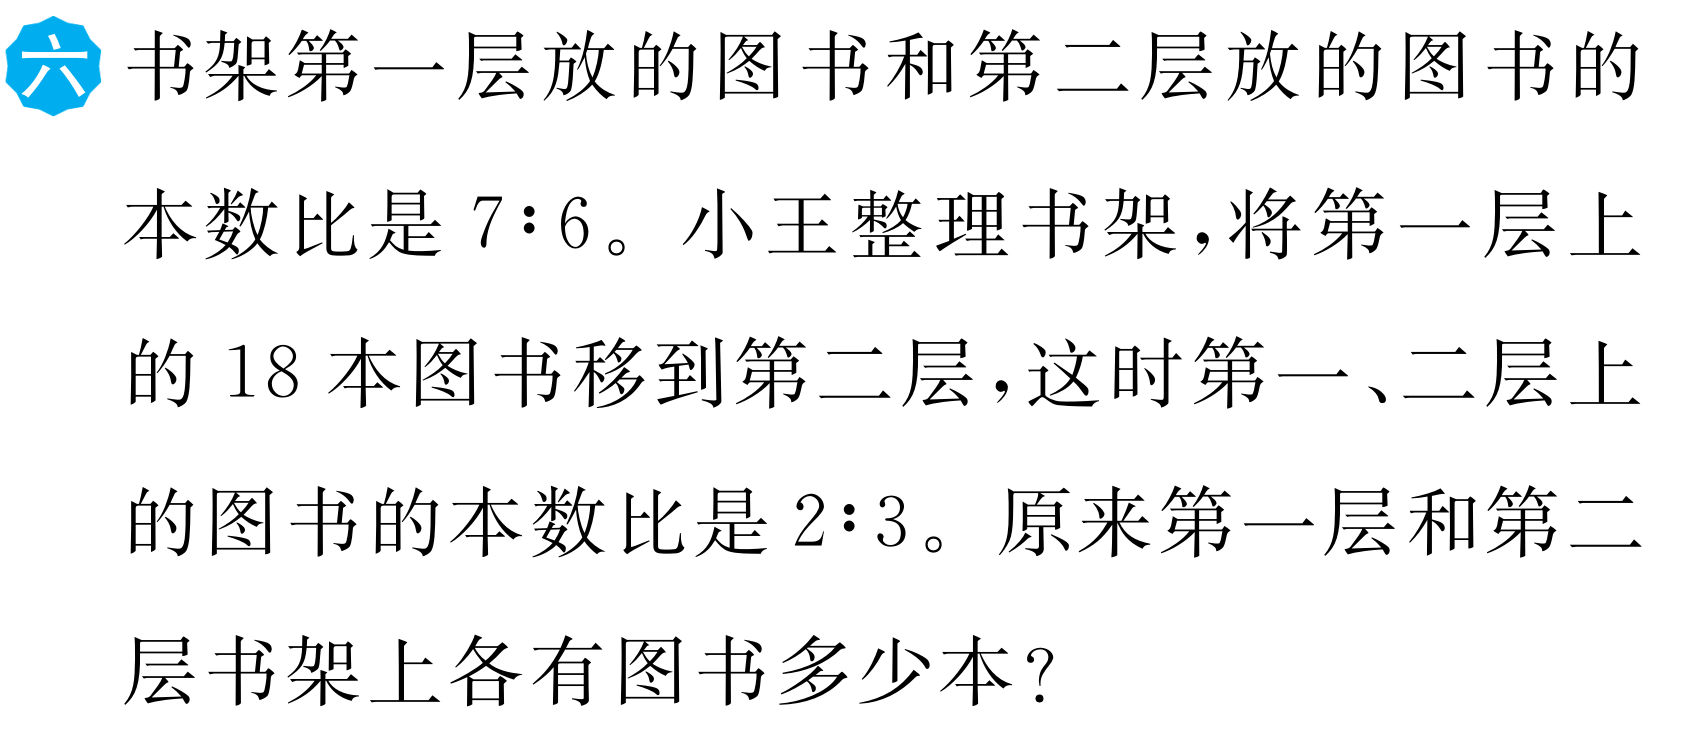 六 书架第一层放的图书和第二层放的图书的
本数比是 7∶6。小王整理书架,将第一层上
的 18 本图书移到第二层,这时第一、二层上
的图书的本数比是 2∶3。原来第一层和第二
层书架上各有图书多少本?